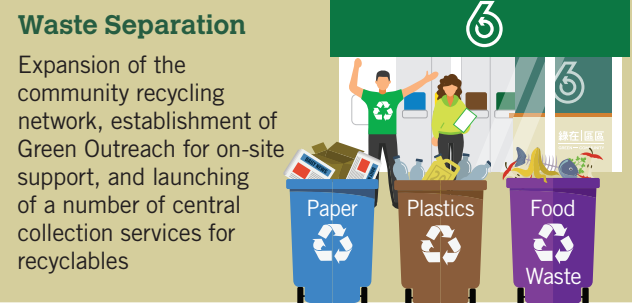 Waste Separation
Expansion of the
community recycling
network, establishment of
Green Outreach for on-site
support, and launching
of a number of central
collection services for
recyclables
綠在區區
Paper
Plastics
Food
Waste